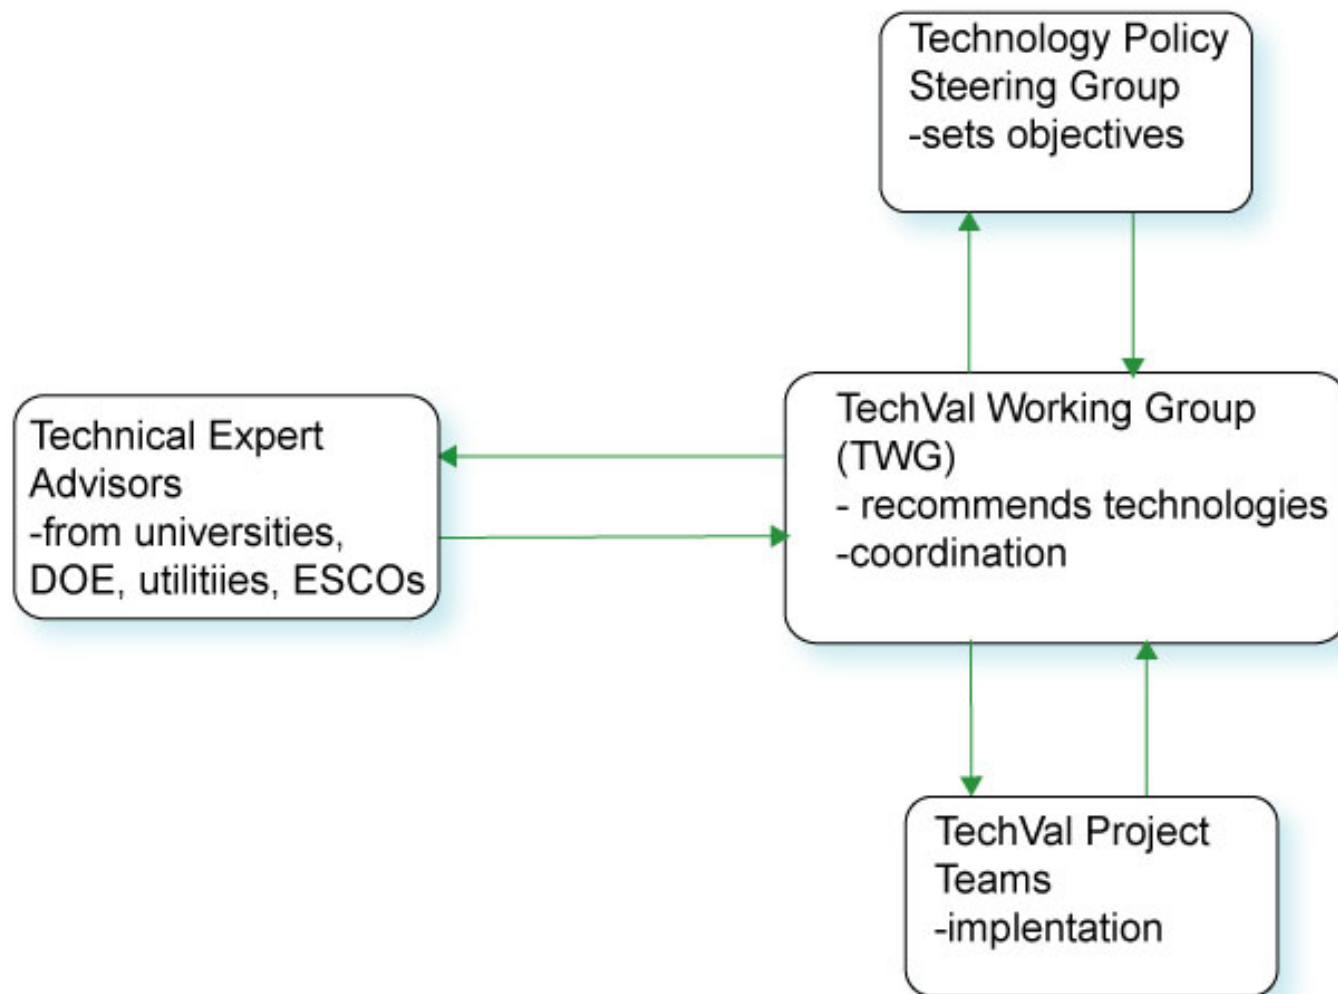 Technology Policy
Steering Group
-sets objectives
Technical Expert
Advisors
-from universities,
DOE, utilitiies, ESCOs
TechVal Working Group
(TWG)
- recommends technologies
-coordination
TechVal Project
Teams
-implentation